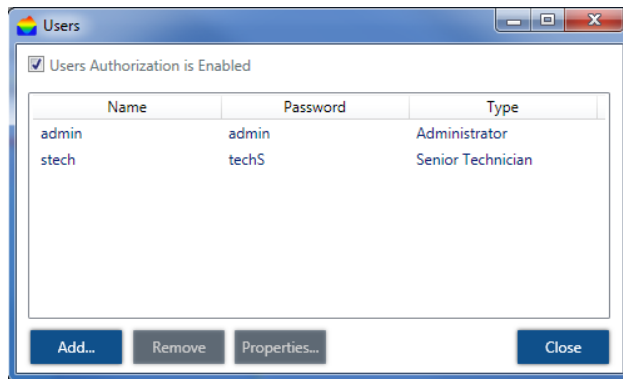 Users
Users Authorization is Enabled
Name Password Type
admin admin Administrator
stech techS Senior Technician
Add... Remove Properties... Close